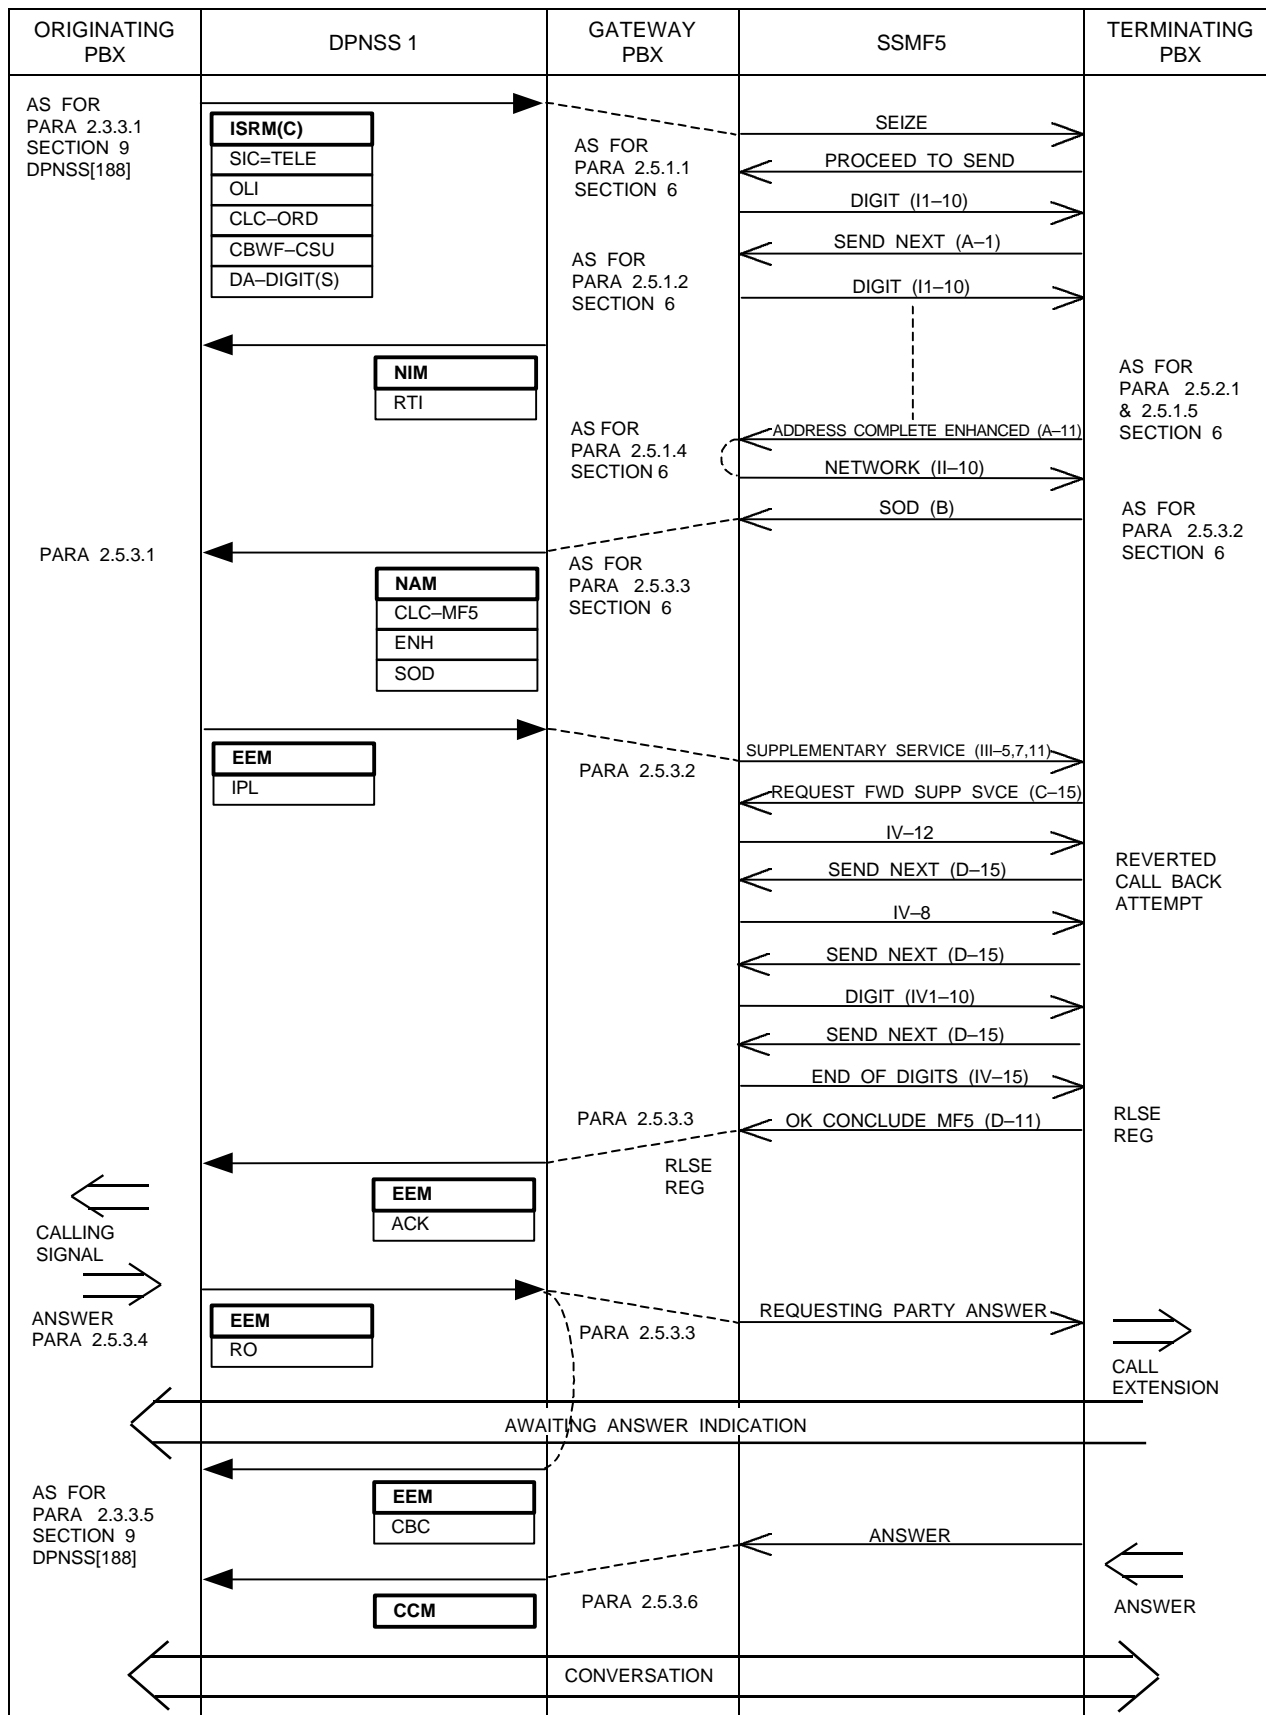 ORIGINATING
PBX
DPNSS 1
GATEWAY
PBX
SSMF5
TERMINATING
PBX
AS FOR
PARA 2.3.3.1
SECTION 9
DPNSS[188]
ISRM(C)
SIC=TELE
OLI
CLC–ORD
CBWF–CSU
DA–DIGIT(S)
AS FOR
PARA 2.5.1.1
SECTION 6
SEIZE
PROCEED TO SEND
DIGIT (I1–10)
SEND NEXT (A–1)
AS FOR
PARA 2.5.1.2
SECTION 6
DIGIT (I1–10)
NIM
RTI
AS FOR
PARA 2.5.2.1
& 2.5.1.5
SECTION 6
AS FOR
PARA 2.5.1.4
SECTION 6
ADDRESS COMPLETE ENHANCED (A–11)
NETWORK (II–10)
SOD (B)
AS FOR
PARA 2.5.3.2
SECTION 6
PARA 2.5.3.1
AS FOR
PARA 2.5.3.3
SECTION 6
NAM
CLC–MF5
ENH
SOD
EEM
IPL
PARA 2.5.3.2
SUPPLEMENTARY SERVICE (III–5,7,11)
REQUEST FWD SUPP SVCE (C–15)
IV–12
SEND NEXT (D–15)
REVERTED
CALL BACK
ATTEMPT
IV–8
SEND NEXT (D–15)
DIGIT (IV1–10)
SEND NEXT (D–15)
END OF DIGITS (IV–15)
PARA 2.5.3.3
OK CONCLUDE MF5 (D–11)
RLSE
REG
RLSE
REG
EEM
ACK
CALLING
SIGNAL
ANSWER
PARA 2.5.3.4
EEM
RO
PARA 2.5.3.3
REQUESTING PARTY ANSWER
CALL
EXTENSION
AWAITING ANSWER INDICATION
AS FOR
PARA 2.3.3.5
SECTION 9
DPNSS[188]
EEM
CBC
ANSWER
CCM
PARA 2.5.3.6
ANSWER
CONVERSATION